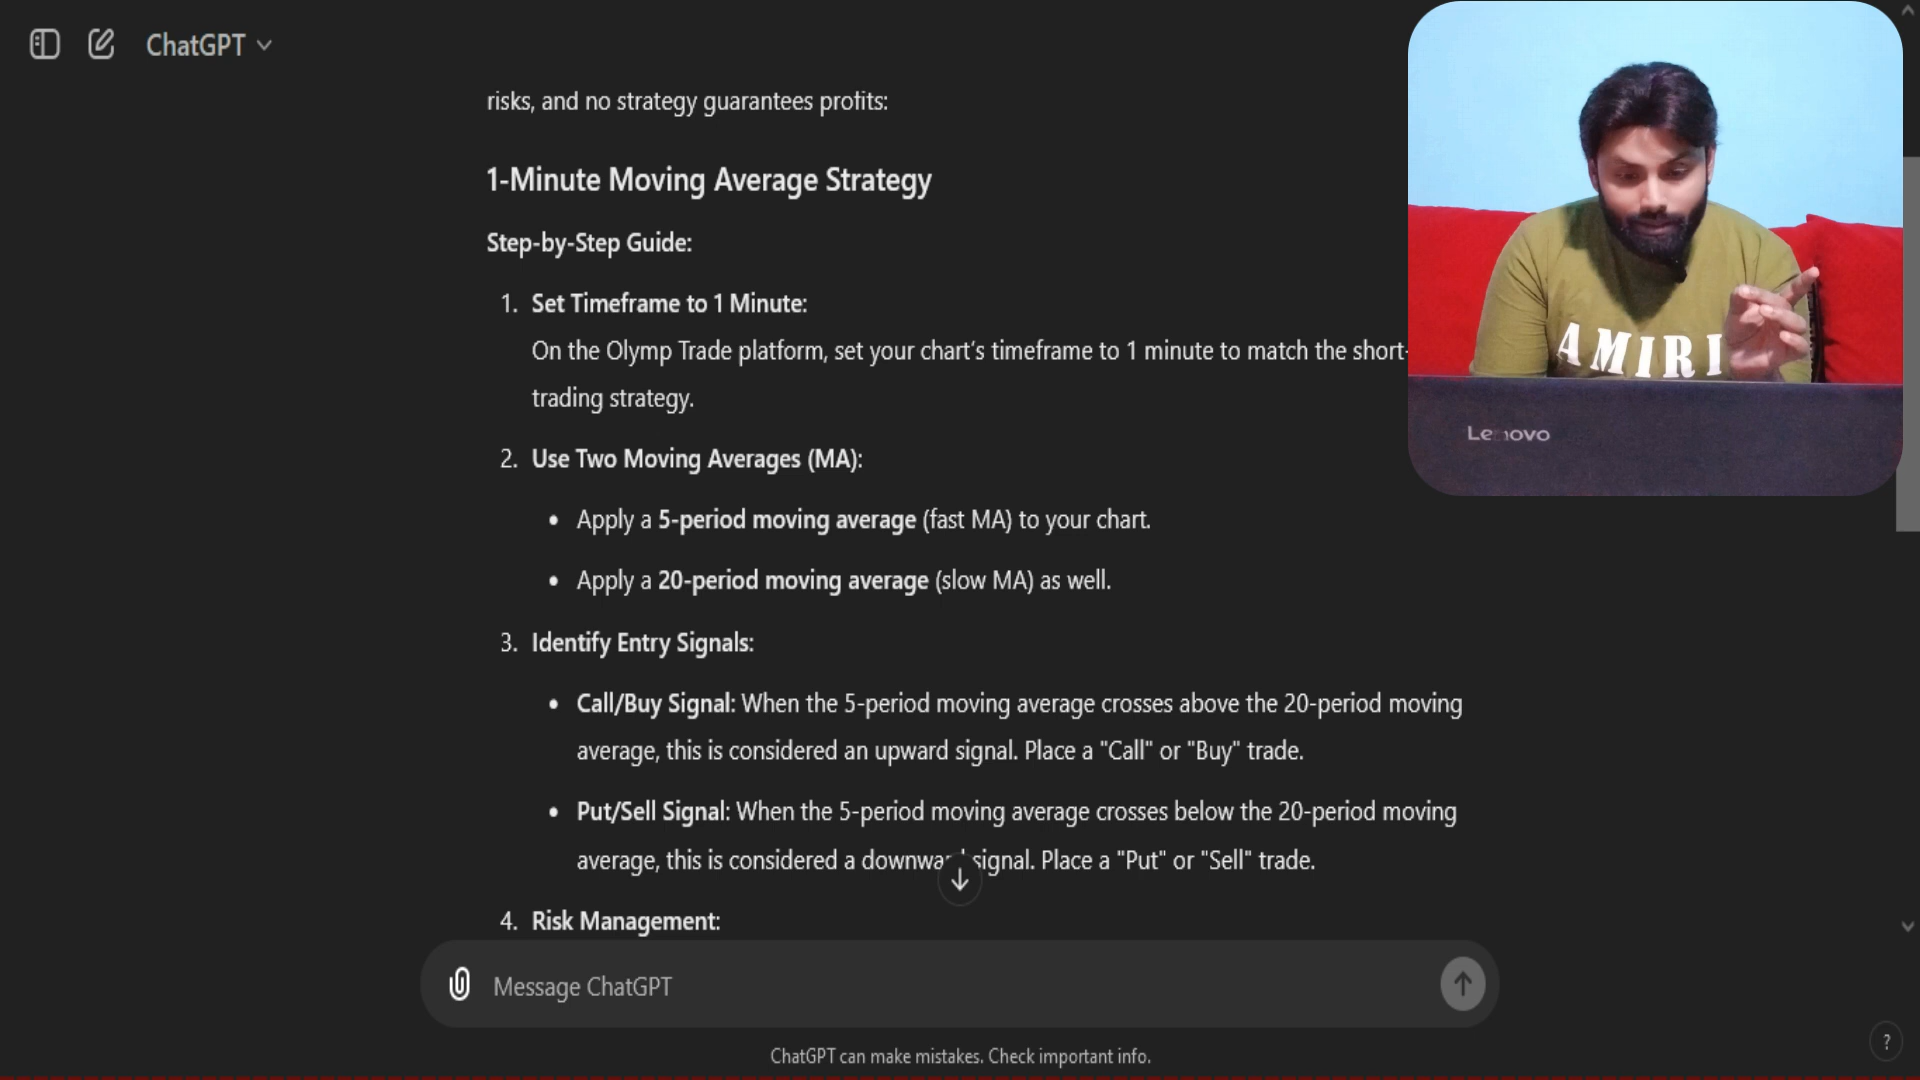 ChatGPT
risks, and no strategy guarantees profits:
1-Minute Moving Average Strategy
Step-by-Step Guide:
1. Set Timeframe to 1 Minute:
On the Olymp Trade platform, set your chart's timeframe to 1 minute to match the short-
trading strategy.
2. Use Two Moving Averages (MA):
• Apply a 5-period moving average (fast MA) to your chart.
• Apply a 20-period moving average (slow MA) as well.
3. Identify Entry Signals:
• Call/Buy Signal: When the 5-period moving average crosses above the 20-period moving
average, this is considered an upward signal. Place a "Call" or "Buy" trade.
• Put/Sell Signal: When the 5-period moving average crosses below the 20-period moving
average, this is considered a downward signal. Place a "Put" or "Sell" trade.
4. Risk Management:
Message ChatGPT
ChatGPT can make mistakes. Check important info.
?
AMIRI
Lenovo